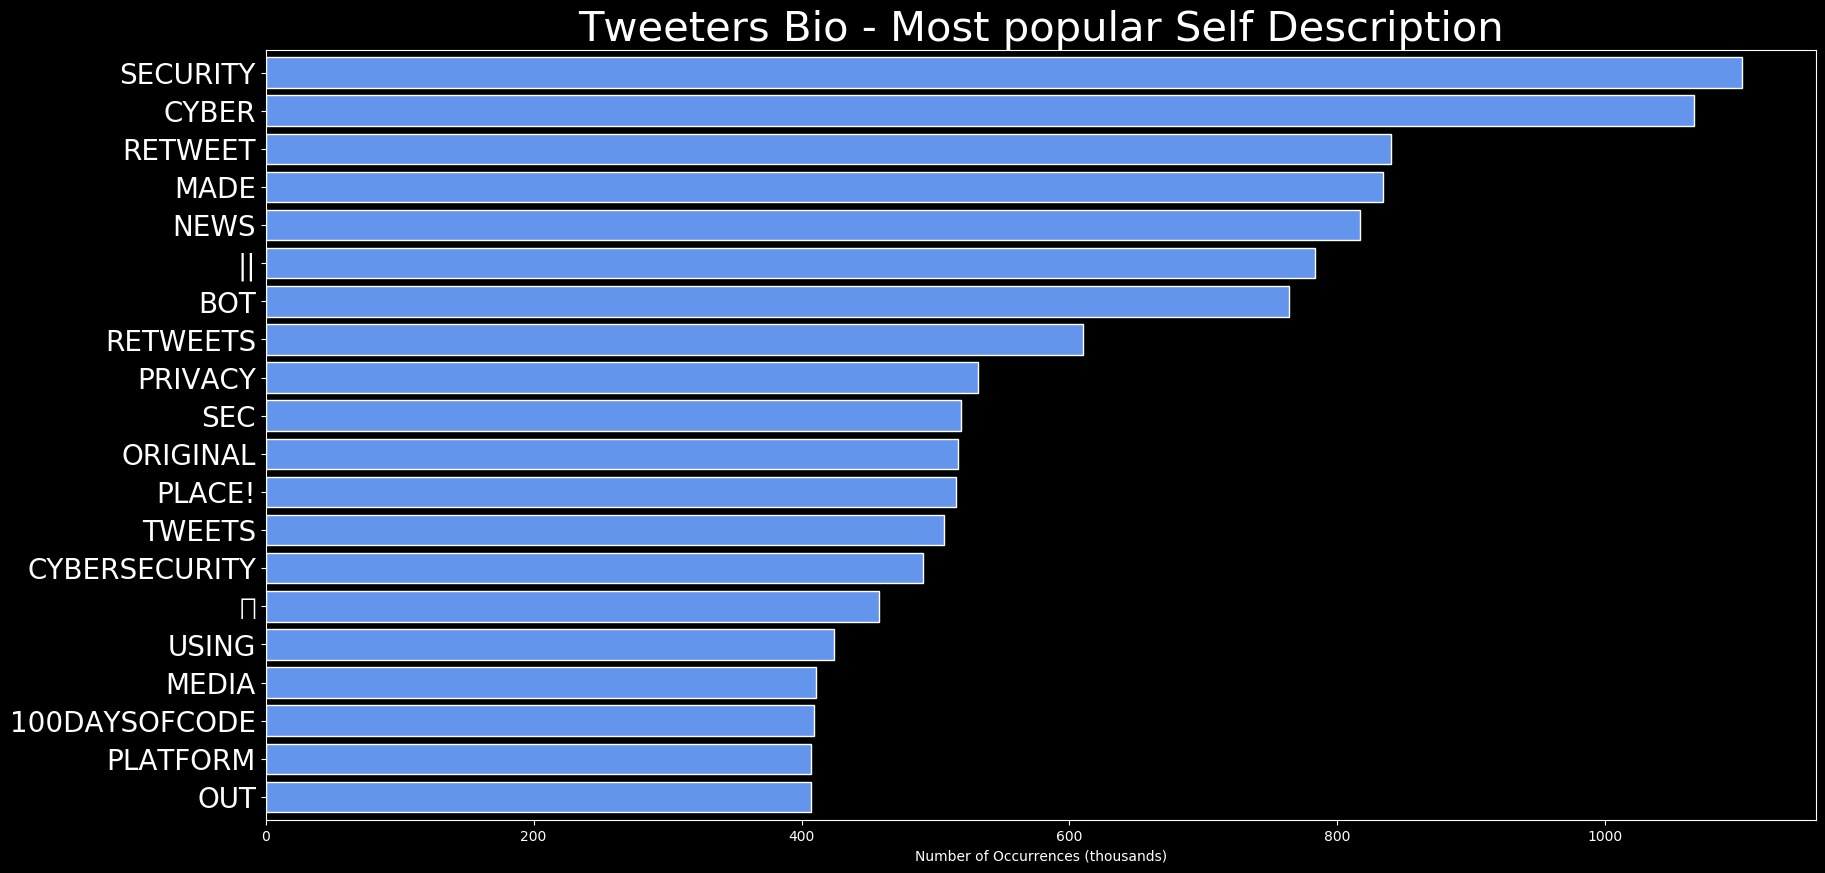 Tweeters Bio - Most popular Self Description
SECURITY
CYBER
RETWEET
MADE
NEWS
||
BOT
RETWEETS
PRIVACY
SEC
ORIGINAL
PLACE!
TWEETS
CYBERSECURITY
USING
MEDIA
100DAYSOFCODE
PLATFORM
OUT
0 200 400 600 800 1000
Number of Occurrences (thousands)